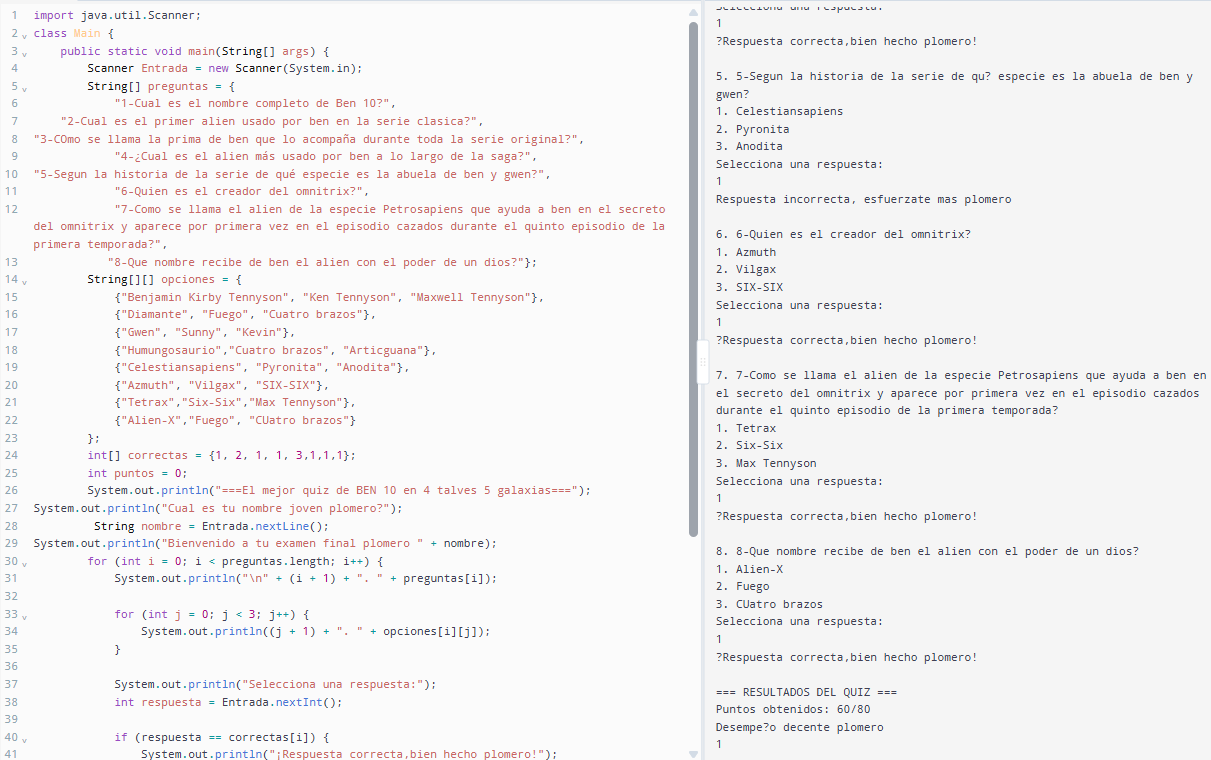 1 import java.util.Scanner;
2 class Main {
3 public static void main(String[] args) {
4 Scanner Entrada = new Scanner(System.in);
5 String[] preguntas = {
6 "1-Cual es el nombre completo de Ben 10?",
7 "2-Cual es el primer alien usado por ben en la serie clasica?",
8 "3-COmo se llama la prima de ben que lo acompaña durante toda la serie original?",
9 "4-¿Cual es el alien más usado por ben a lo largo de la saga?",
10 "5-Segun la historia de la serie de qué especie es la abuela de ben y gwen?",
11 "6-Quien es el creador del omnitrix?",
12 "7-Como se llama el alien de la especie Petrosapiens que ayuda a ben en el secreto
del omnitrix y aparece por primera vez en el episodio cazados durante el quinto episodio de la
primera temporada?",
13 "8-Que nombre recibe de ben el alien con el poder de un dios?"};
14 String[][] opciones = {
15 {"Benjamin Kirby Tennyson", "Ken Tennyson", "Maxwell Tennyson"},
16 {"Diamante", "Fuego", "Cuatro brazos"},
17 {"Gwen", "Sunny", "Kevin"},
18 {"Humungosaurio","Cuatro brazos", "Articguana"},
19 {"Celestiansapiens", "Pyronita", "Anodita"},
20 {"Azmuth", "Vilgax", "SIX-SIX"},
21 {"Tetrax","Six-Six","Max Tennyson"},
22 {"Alien-X","Fuego", "CUatro brazos"}
23 };
24 int[] correctas = {1, 2, 1, 1, 3,1,1,1};
25 int puntos = 0;
26 System.out.println("===El mejor quiz de BEN 10 en 4 talves 5 galaxias===");
27 System.out.println("Cual es tu nombre joven plomero?");
28 String nombre = Entrada.nextLine();
29 System.out.println("Bienvenido a tu examen final plomero " + nombre);
30 for (int i = 0; i < preguntas.length; i++) {
31 System.out.println("\n" + (i + 1) + ". " + preguntas[i]);
32
33 for (int j = 0; j < 3; j++) {
34 System.out.println((j + 1) + ". " + opciones[i][j]);
35 }
36
37 System.out.println("Selecciona una respuesta:");
38 int respuesta = Entrada.nextInt();
39
40 if (respuesta == correctas[i]) {
41 System.out.println("¡Respuesta correcta,bien hecho plomero!");
Selecciona una respuesta:
1
?Respuesta correcta,bien hecho plomero!
5. 5-Segun la historia de la serie de qu? especie es la abuela de ben y
gwen?
1. Celestiansapiens
2. Pyronita
3. Anodita
Selecciona una respuesta:
1
Respuesta incorrecta, esfuerzate mas plomero
6. 6-Quien es el creador del omnitrix?
1. Azmuth
2. Vilgax
3. SIX-SIX
Selecciona una respuesta:
1
?Respuesta correcta,bien hecho plomero!
7. 7-Como se llama el alien de la especie Petrosapiens que ayuda a ben en
el secreto del omnitrix y aparece por primera vez en el episodio cazados
durante el quinto episodio de la primera temporada?
1. Tetrax
2. Six-Six
3. Max Tennyson
Selecciona una respuesta:
1
?Respuesta correcta,bien hecho plomero!
8. 8-Que nombre recibe de ben el alien con el poder de un dios?
1. Alien-X
2. Fuego
3. CUatro brazos
Selecciona una respuesta:
1
?Respuesta correcta,bien hecho plomero!
=== RESULTADOS DEL QUIZ ===
Puntos obtenidos: 60/80
Desempe?o decente plomero
1